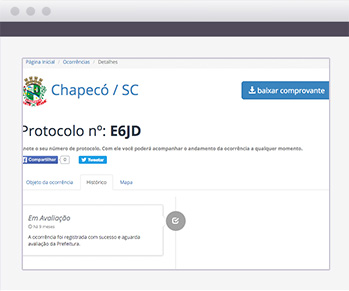 Página Inicial / Ocorrências / Detalhes
Chapecó / SC
baixar comprovante
Protocolo nº: E6JD
anote o seu número de protocolo. Com ele você poderá acompanhar o andamento da ocorrência a qualquer momento.
Compartilhar 0 Tweetar
Objeto da ocorrência Histórico Mapa
Em Avaliação
há 9 meses
A ocorrência foi registrada com sucesso e aguarda
avaliação da Prefeitura.